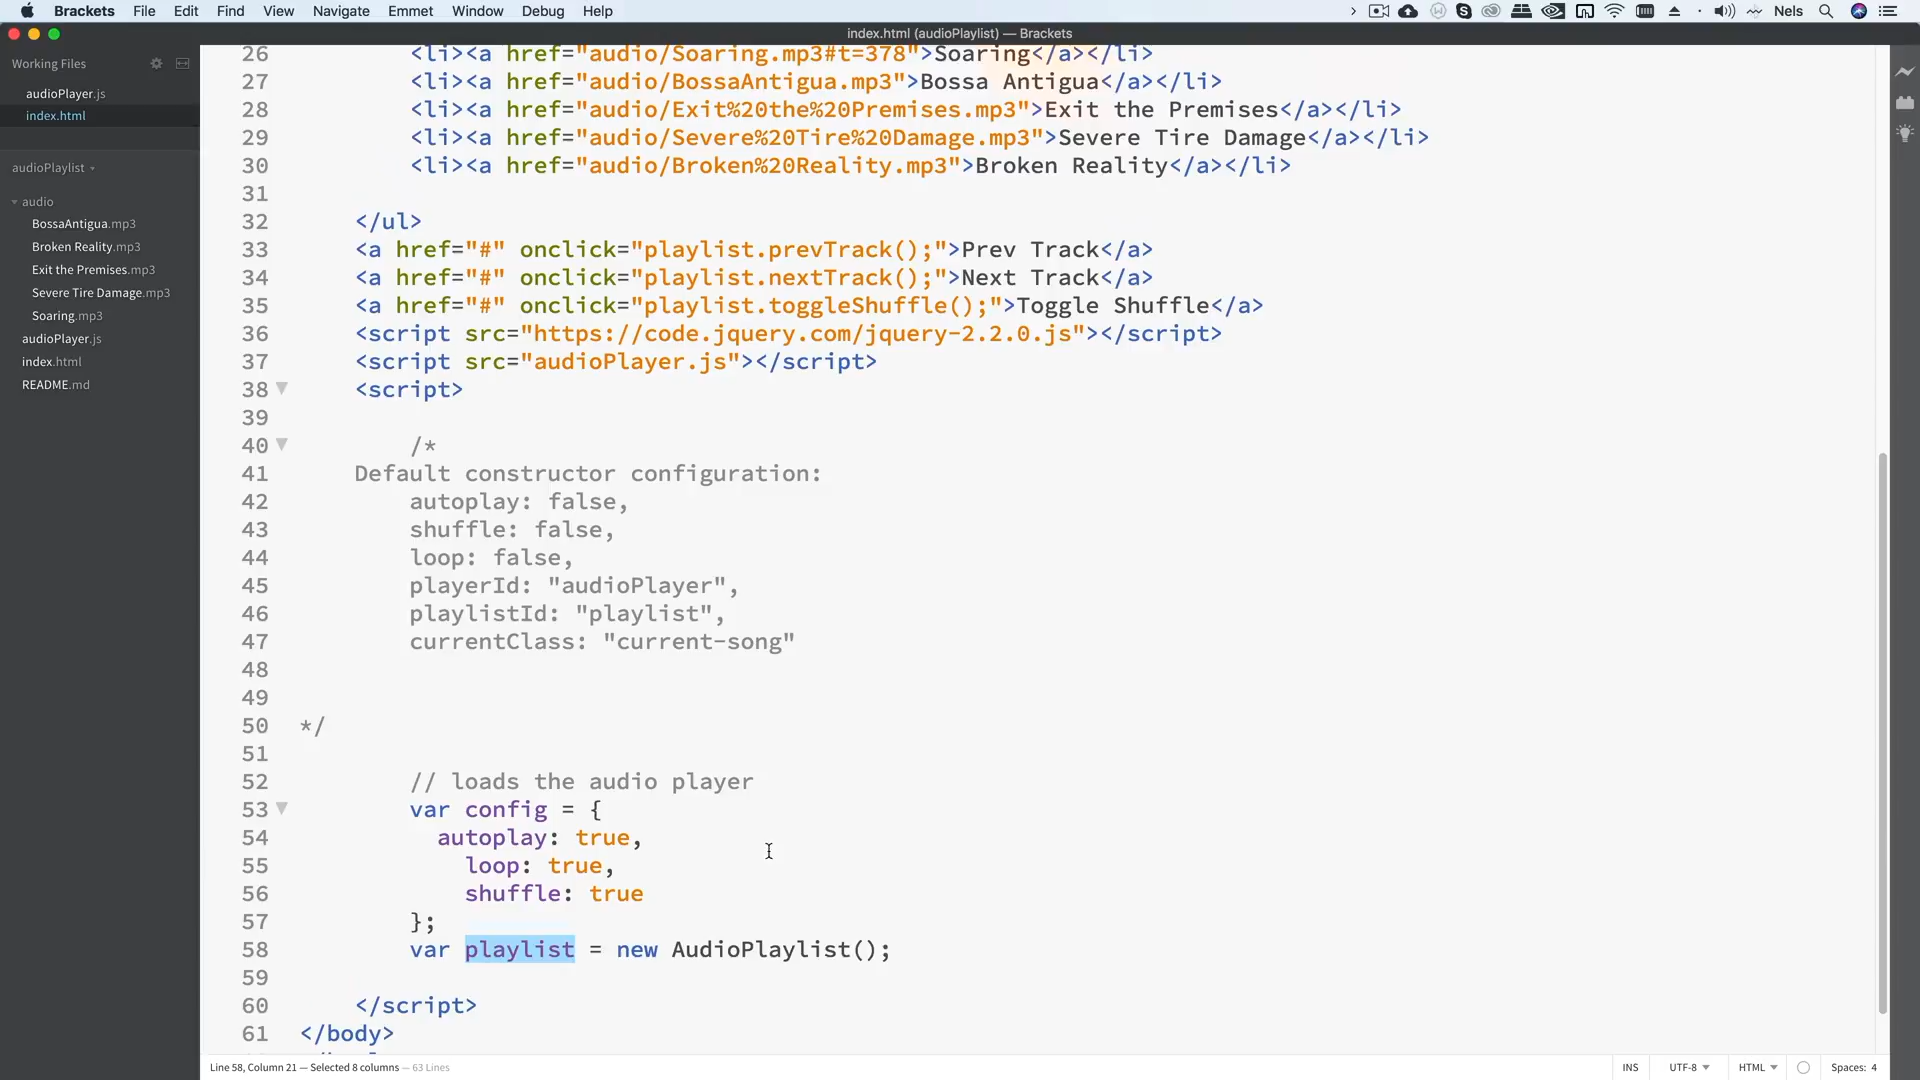 Brackets File Edit Find View Navigate Emmet Window Debug Help Nels
index.html (audioPlaylist) — Brackets
Working Files
audioPlayer.js
index.html
audioPlaylist
audio
BossaAntigua.mp3
Broken Reality.mp3
Exit the Premises.mp3
Severe Tire Damage.mp3
Soaring.mp3
audioPlayer.js
index.html
README.md
26 <li><a href="audio/Soaring.mp3#t=378">Soaring</a></li>
27 <li><a href="audio/BossaAntigua.mp3">Bossa Antigua</a></li>
28 <li><a href="audio/Exit%20the%20Premises.mp3">Exit the Premises</a></li>
29 <li><a href="audio/Severe%20Tire%20Damage.mp3">Severe Tire Damage</a></li>
30 <li><a href="audio/Broken%20Reality.mp3">Broken Reality</a></li>
31
32 </ul>
33 <a href="#" onclick="playlist.prevTrack();">Prev Track</a>
34 <a href="#" onclick="playlist.nextTrack();">Next Track</a>
35 <a href="#" onclick="playlist.toggleShuffle();">Toggle Shuffle</a>
36 <script src="https://code.jquery.com/jquery-2.2.0.js"></script>
37 <script src="audioPlayer.js"></script>
38 <script>
39
40 /*
41 Default constructor configuration:
42 autoplay: false,
43 shuffle: false,
44 loop: false,
45 playerId: "audioPlayer",
46 playlistId: "playlist",
47 currentClass: "current-song"
48
49
50 */
51
52 // loads the audio player
53 var config = {
54 autoplay: true,
55 loop: true,
56 shuffle: true
57 };
58 var playlist = new AudioPlaylist();
59
60 </script>
61 </body>
Line 58, Column 21 — Selected 8 columns — 63 Lines
INS UTF-8 HTML Spaces: 4